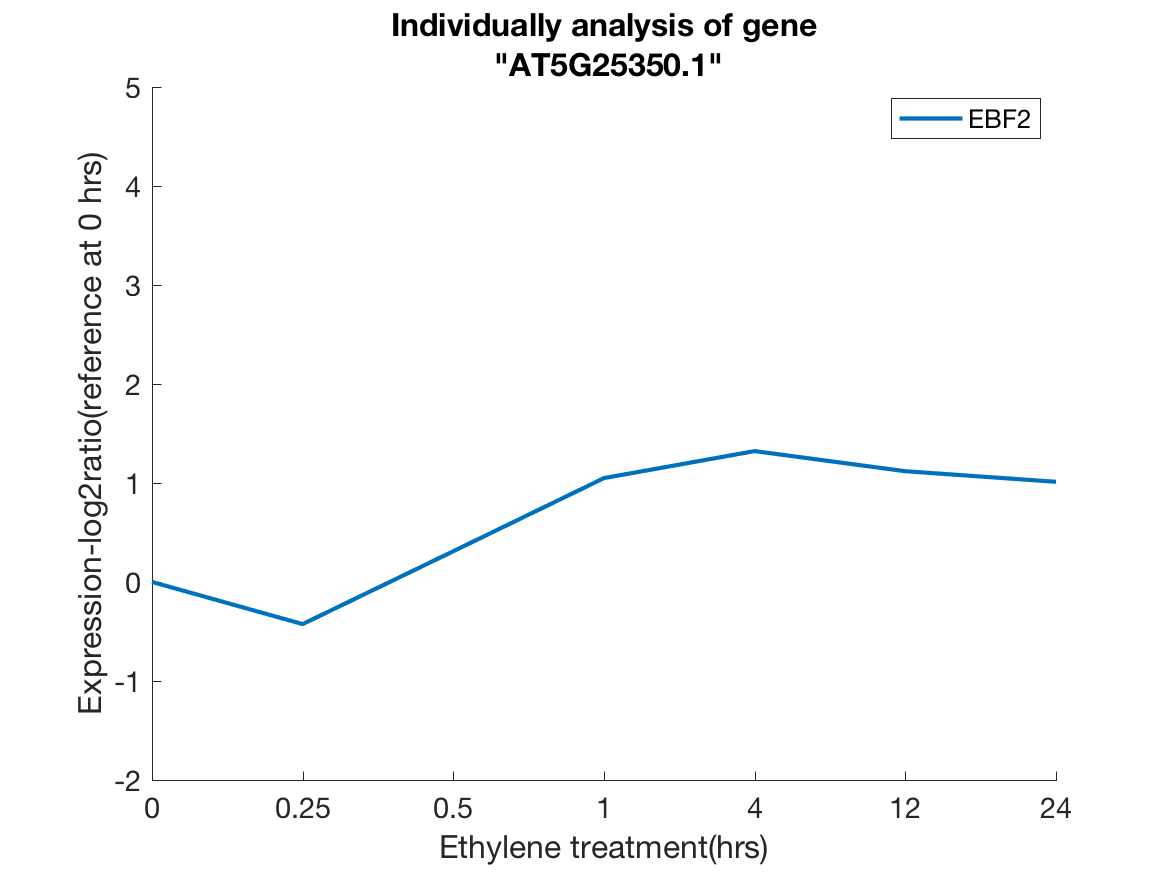 Individually analysis of gene
"AT5G25350.1"
EBF2
Expression-log2ratio(reference at 0 hrs)
5
4
3
2
1
0
-1
-2
0 0.25 0.5 1 4 12 24
Ethylene treatment(hrs)